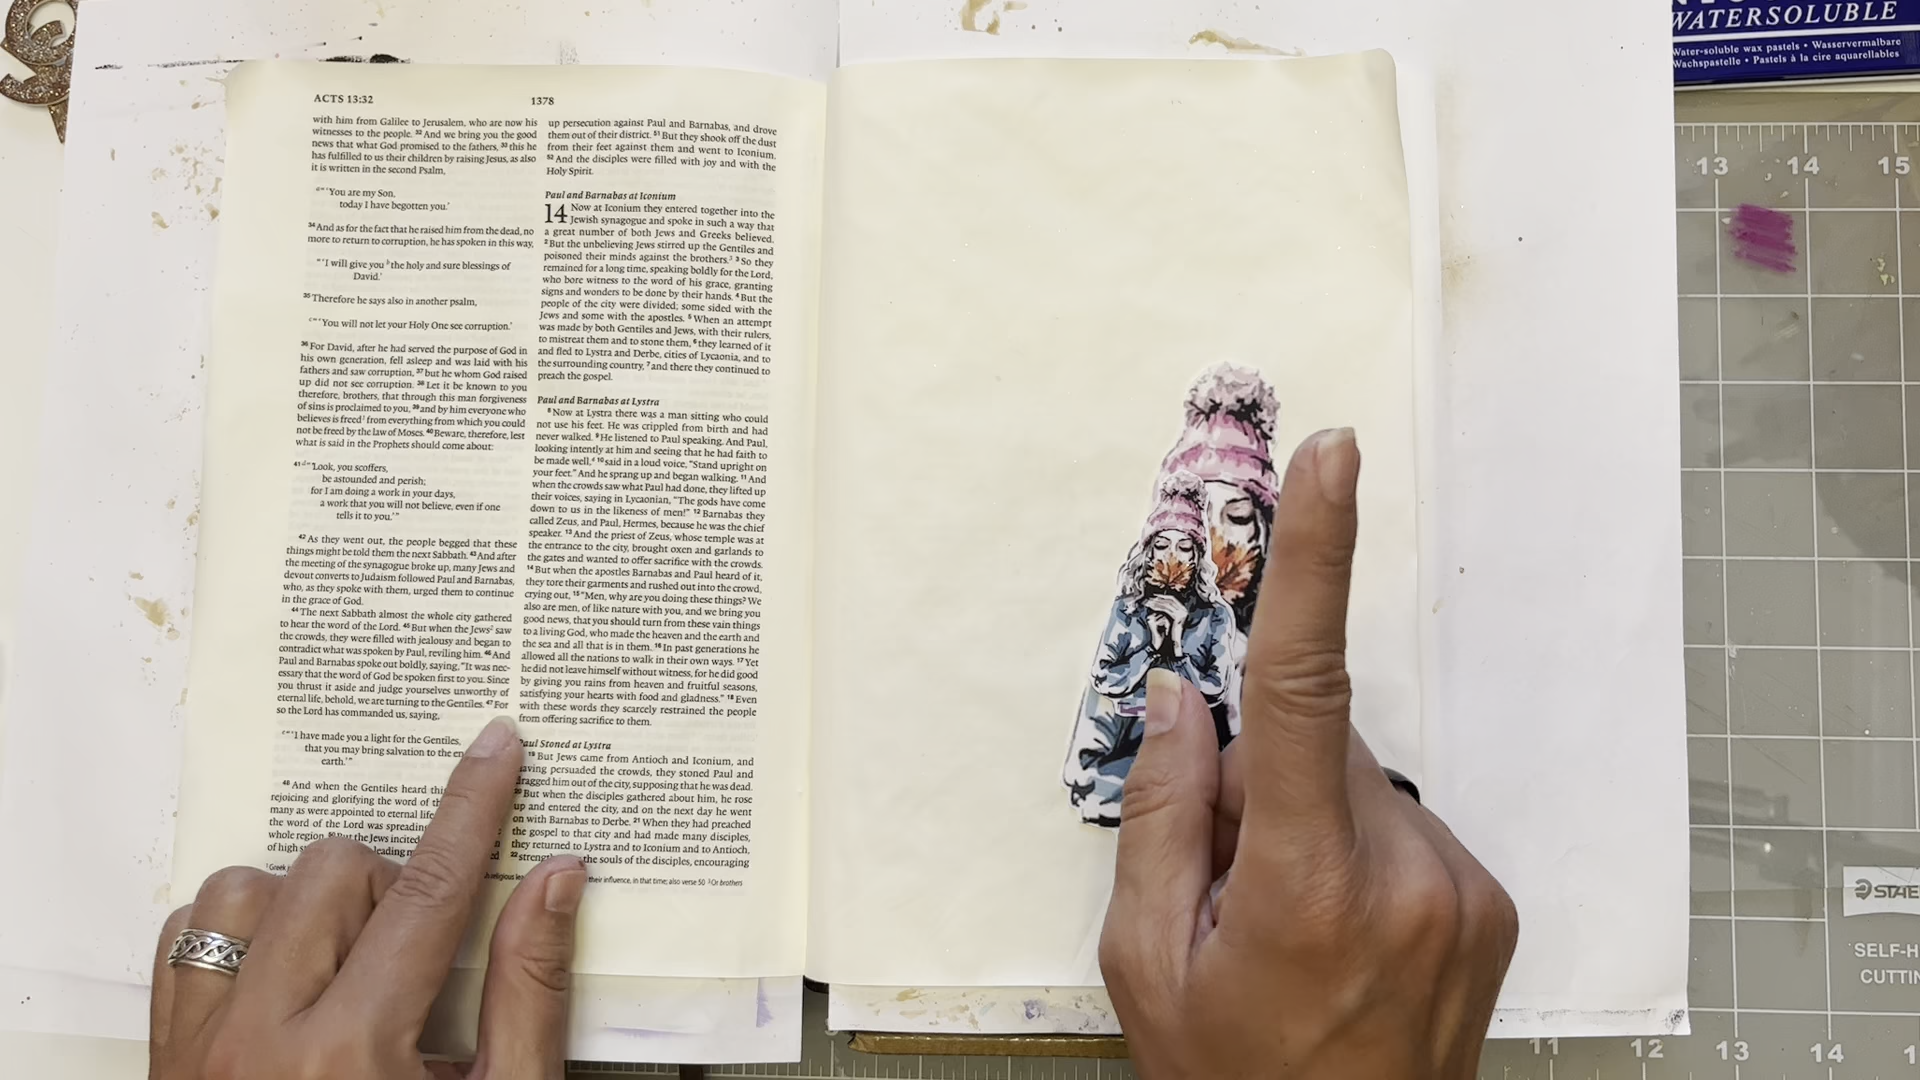 WATERSOLUBLE
Water-soluble wax pastels • Wasservermalbare
Wachspastelle • Pastels à la cire aquarellables
ACTS 13:32
1378
with him from Galilee to Jerusalem, who are now his
witnesses to the people. 32 And we bring you the good
news that what God promised to the fathers, 33 this he
has fulfilled to us their children by raising Jesus, as also
it is written in the second Psalm,
“‘You are my Son,
today I have begotten you.’
34 And as for the fact that he raised him from the dead, no
more to return to corruption, he has spoken in this way,
“‘I will give you the holy and sure blessings of
David.’
35 Therefore he says also in another psalm,
“‘You will not let your Holy One see corruption.’
36 For David, after he had served the purpose of God in
his own generation, fell asleep and was laid with his
fathers and saw corruption, 37 but he whom God raised
up did not see corruption. 38 Let it be known to you
therefore, brothers, that through this man forgiveness
of sins is proclaimed to you, 39 and by him everyone who
believes is freed from everything from which you could
not be freed by the law of Moses. 40 Beware, therefore, lest
what is said in the Prophets should come about:
41 “‘Look, you scoffers,
be astounded and perish;
for I am doing a work in your days,
a work that you will not believe, even if one
tells it to you.’”
42 As they went out, the people begged that these
things might be told them the next Sabbath. 43 And after
the meeting of the synagogue broke up, many Jews and
devout converts to Judaism followed Paul and Barnabas,
who, as they spoke with them, urged them to continue
in the grace of God.
44 The next Sabbath almost the whole city gathered
to hear the word of the Lord. 45 But when the Jews saw
the crowds, they were filled with jealousy and began to
contradict what was spoken by Paul, reviling him. 46 And
Paul and Barnabas spoke out boldly, saying, “It was nec-
essary that the word of God be spoken first to you. Since
you thrust it aside and judge yourselves unworthy of
eternal life, behold, we are turning to the Gentiles. 47 For
so the Lord has commanded us, saying,
“‘I have made you a light for the Gentiles,
that you may bring salvation to the
earth.’”
48 And when the Gentiles heard
rejoicing and glorifying the word of
many as were appointed to eternal
the word of the Lord was
whole region. 50 But the Jews incited
of high leading
up persecution against Paul and Barnabas, and drove
them out of their district. 51 But they shook off the dust
from their feet against them and went to Iconium.
52 And the disciples were filled with joy and with the
Holy Spirit.
Paul and Barnabas at Iconium
14 Now at Iconium they entered together into the
Jewish synagogue and spoke in such a way that
a great number of both Jews and Greeks believed.
2 But the unbelieving Jews stirred up the Gentiles and
poisoned their minds against the brothers. 3 So they
remained for a long time, speaking boldly for the Lord,
who bore witness to the word of his grace, granting
signs and wonders to be done by their hands. 4 But the
people of the city were divided; some sided with the
Jews and some with the apostles. 5 When an attempt
was made by both Gentiles and Jews, with their rulers,
to mistreat them and to stone them, 6 they learned of it
and fled to Lystra and Derbe, cities of Lycaonia, and to
the surrounding country, 7 and there they continued to
preach the gospel.
Paul and Barnabas at Lystra
8 Now at Lystra there was a man sitting who could
not use his feet. He was crippled from birth and had
never walked. 9 He listened to Paul speaking. And Paul,
looking intently at him and seeing that he had faith to
be made well, 10 said in a loud voice, “Stand upright on
your feet.” And he sprang up and began walking. 11 And
when the crowds saw what Paul had done, they lifted up
their voices, saying in Lycaonian, “The gods have come
down to us in the likeness of men!” 12 Barnabas they
called Zeus, and Paul, Hermes, because he was the chief
speaker. 13 And the priest of Zeus, whose temple was at
the entrance to the city, brought oxen and garlands to
the gates and wanted to offer sacrifice with the crowds.
14 But when the apostles Barnabas and Paul heard of it,
they tore their garments and rushed out into the crowd,
crying out, 15 “Men, why are you doing these things? We
also are men, of like nature with you, and we bring you
good news, that you should turn from these vain things
to a living God, who made the heaven and the earth and
the sea and all that is in them. 16 In past generations he
allowed all the nations to walk in their own ways. 17 Yet
he did not leave himself without witness, for he did good
by giving you rains from heaven and fruitful seasons,
satisfying your hearts with food and gladness.” 18 Even
with these words they scarcely restrained the people
from offering sacrifice to them.
Paul Stoned at Lystra
19 But Jews came from Antioch and Iconium, and
having persuaded the crowds, they stoned Paul and
dragged him out of the city, supposing that he was dead.
20 But when the disciples gathered about him, he rose
up and entered the city, and on the next day he went
on with Barnabas to Derbe. 21 When they had preached
the gospel to that city and had made many disciples,
they returned to Lystra and to Iconium and to Antioch,
22 the souls of the disciples, encouraging
Greek
their influence, in that time; also verse 50 3 Or brothers
13 14 15
SELF-H
CUTTIN
11 12 13 14